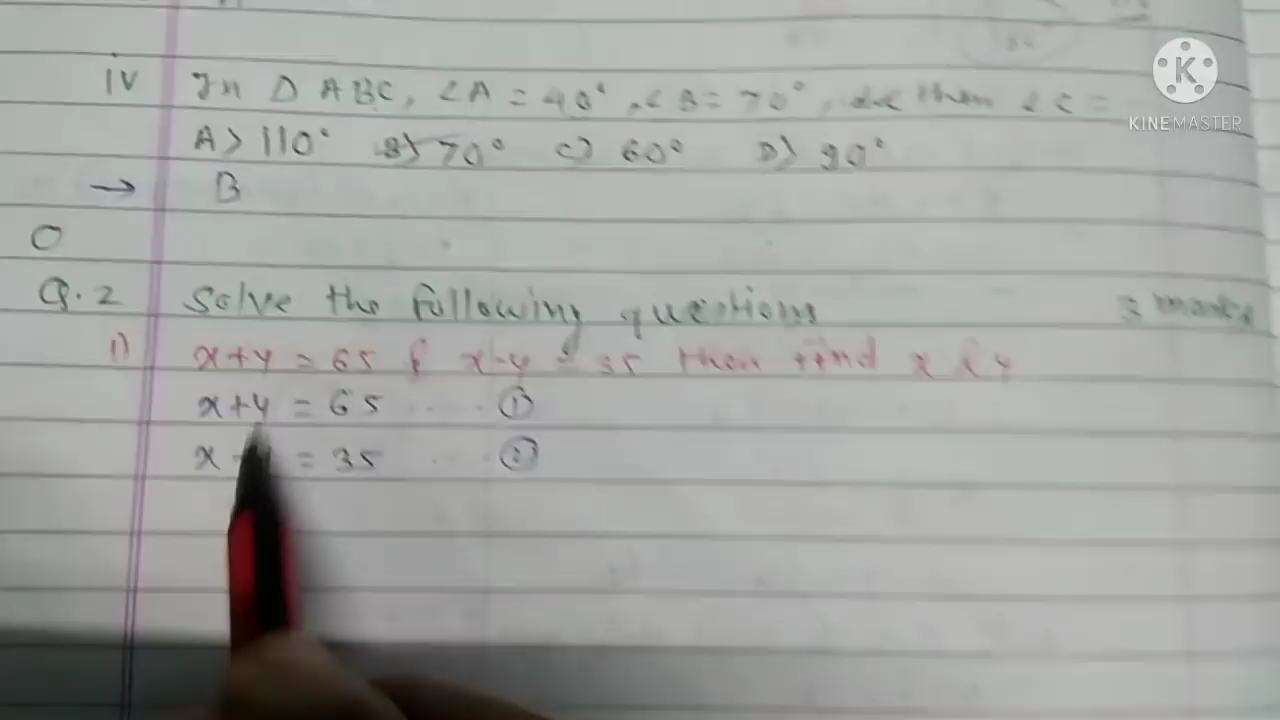 iv In Δ ABC, ∠A = 40°, ∠B = 70°, then ∠C =
A) 110° B) 70° C) 60° D) 90°
→ B
Q.2 Solve the following questions marks
1) x+y = 65 & x-y = 35 then find x & y
x+y = 65 .... ①
x = 35 ... ②
K
KINEMASTER